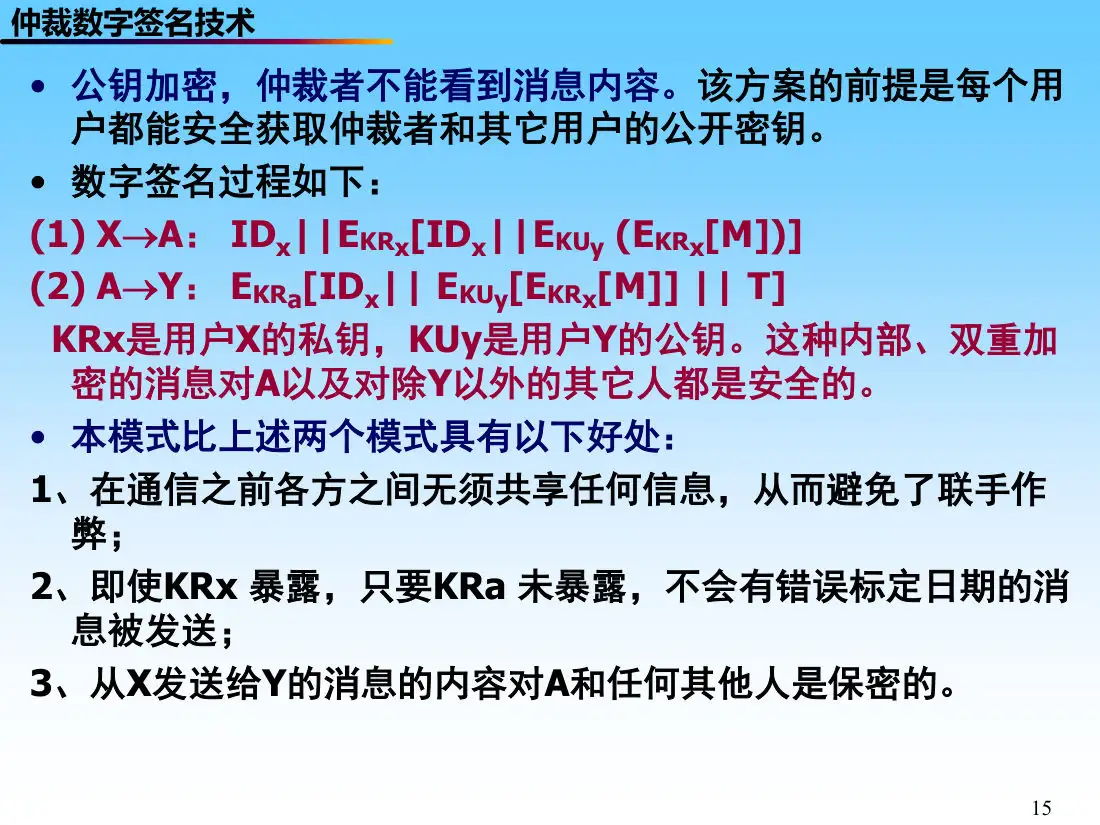 仲裁数字签名技术
• 公钥加密，仲裁者不能看到消息内容。该方案的前提是每个用
户都能安全获取仲裁者和其它用户的公开密钥。
• 数字签名过程如下：
(1) X→A： IDx||EKRx[IDx||EKUy (EKRx[M])]
(2) A→Y： EKRa[IDx|| EKUy[EKRx[M]] || T]
KRx是用户X的私钥，KUy是用户Y的公钥。这种内部、双重加
密的消息对A以及对除Y以外的其它人都是安全的。
• 本模式比上述两个模式具有以下好处：
1、在通信之前各方之间无须共享任何信息，从而避免了联手作
弊；
2、即使KRx 暴露，只要KRa 未暴露，不会有错误标定日期的消
息被发送；
3、从X发送给Y的消息的内容对A和任何其他人是保密的。
15